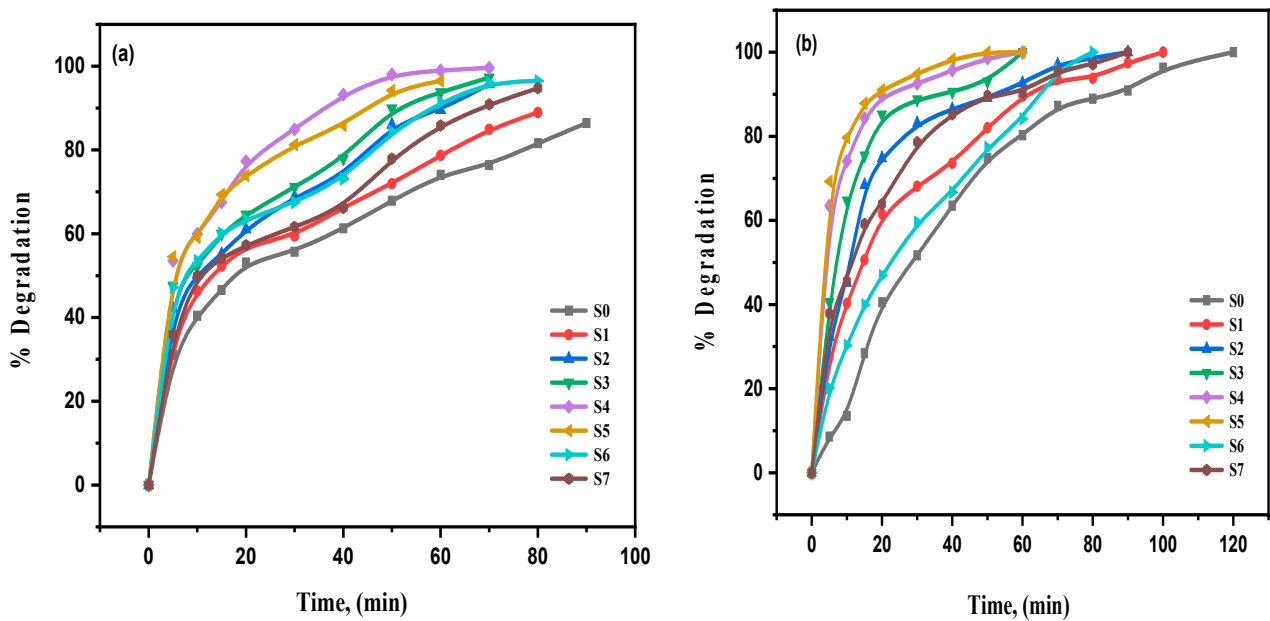 (a)
% Degradation
100
80
60
40
20
0
0 20 40 60 80 100
Time, (min)
S0
S1
S2
S3
S4
S5
S6
S7
(b)
% Degradation
100
80
60
40
20
0
0 20 40 60 80 100 120
Time, (min)
S0
S1
S2
S3
S4
S5
S6
S7